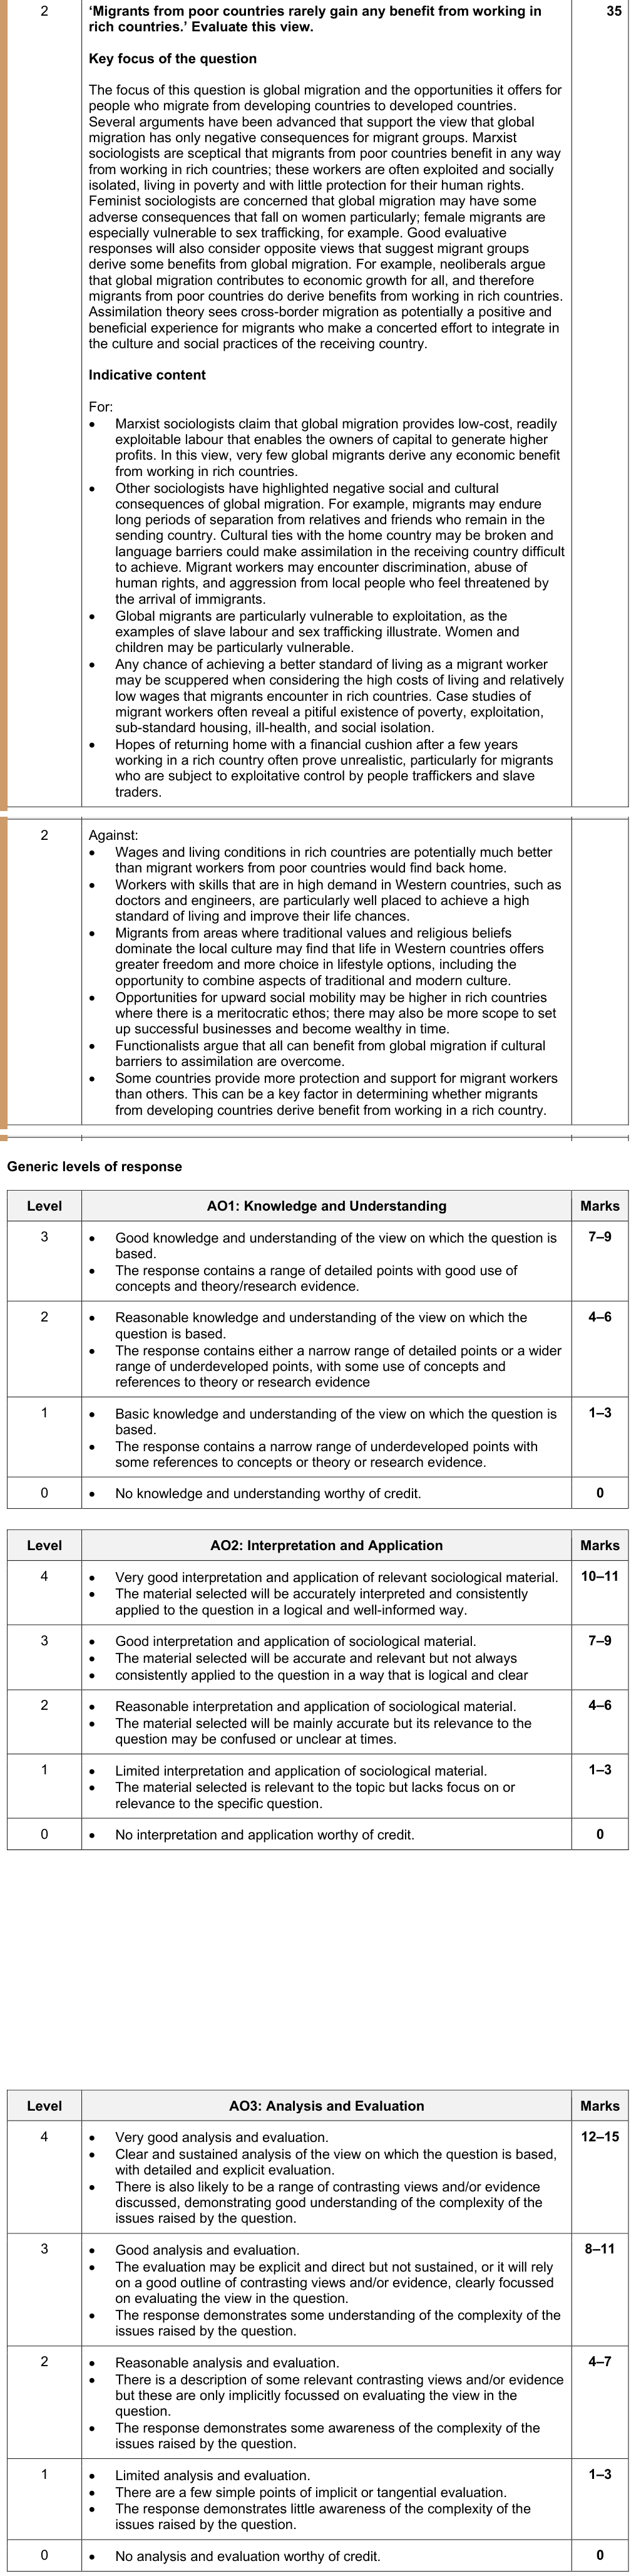 2
‘Migrants from poor countries rarely gain any benefit from working in
rich countries.’ Evaluate this view.
35
Key focus of the question
The focus of this question is global migration and the opportunities it offers for
people who migrate from developing countries to developed countries.
Several arguments have been advanced that support the view that global
migration has only negative consequences for migrant groups. Marxist
sociologists are sceptical that migrants from poor countries benefit in any way
from working in rich countries; these workers are often exploited and socially
isolated, living in poverty and with little protection for their human rights.
Feminist sociologists are concerned that global migration may have some
adverse consequences that fall on women particularly; female migrants are
especially vulnerable to sex trafficking, for example. Good evaluative
responses will also consider opposite views that suggest migrant groups
derive some benefits from global migration. For example, neoliberals argue
that global migration contributes to economic growth for all, and therefore
migrants from poor countries do derive benefits from working in rich countries.
Assimilation theory sees cross-border migration as potentially a positive and
beneficial experience for migrants who make a concerted effort to integrate in
the culture and social practices of the receiving country.
Indicative content
For:
• Marxist sociologists claim that global migration provides low-cost, readily
exploitable labour that enables the owners of capital to generate higher
profits. In this view, very few global migrants derive any economic benefit
from working in rich countries.
• Other sociologists have highlighted negative social and cultural
consequences of global migration. For example, migrants may endure
long periods of separation from relatives and friends who remain in the
sending country. Cultural ties with the home country may be broken and
language barriers could make assimilation in the receiving country difficult
to achieve. Migrant workers may encounter discrimination, abuse of
human rights, and aggression from local people who feel threatened by
the arrival of immigrants.
• Global migrants are particularly vulnerable to exploitation, as the
examples of slave labour and sex trafficking illustrate. Women and
children may be particularly vulnerable.
• Any chance of achieving a better standard of living as a migrant worker
may be scuppered when considering the high costs of living and relatively
low wages that migrants encounter in rich countries. Case studies of
migrant workers often reveal a pitiful existence of poverty, exploitation,
sub-standard housing, ill-health, and social isolation.
• Hopes of returning home with a financial cushion after a few years
working in a rich country often prove unrealistic, particularly for migrants
who are subject to exploitative control by people traffickers and slave
traders.
2
Against:
• Wages and living conditions in rich countries are potentially much better
than migrant workers from poor countries would find back home.
• Workers with skills that are in high demand in Western countries, such as
doctors and engineers, are particularly well placed to achieve a high
standard of living and improve their life chances.
• Migrants from areas where traditional values and religious beliefs
dominate the local culture may find that life in Western countries offers
greater freedom and more choice in lifestyle options, including the
opportunity to combine aspects of traditional and modern culture.
• Opportunities for upward social mobility may be higher in rich countries
where there is a meritocratic ethos; there may also be more scope to set
up successful businesses and become wealthy in time.
• Functionalists argue that all can benefit from global migration if cultural
barriers to assimilation are overcome.
• Some countries provide more protection and support for migrant workers
than others. This can be a key factor in determining whether migrants
from developing countries derive benefit from working in a rich country.
Generic levels of response
Level AO1: Knowledge and Understanding Marks
3 • Good knowledge and understanding of the view on which the question is 7–9
based.
• The response contains a range of detailed points with good use of
concepts and theory/research evidence.
2 • Reasonable knowledge and understanding of the view on which the 4–6
question is based.
• The response contains either a narrow range of detailed points or a wider
range of underdeveloped points, with some use of concepts and
references to theory or research evidence
1 • Basic knowledge and understanding of the view on which the question is 1–3
based.
• The response contains a narrow range of underdeveloped points with
some references to concepts or theory or research evidence.
0 • No knowledge and understanding worthy of credit. 0
Level AO2: Interpretation and Application Marks
4 • Very good interpretation and application of relevant sociological material. 10–11
• The material selected will be accurately interpreted and consistently
applied to the question in a logical and well-informed way.
3 • Good interpretation and application of sociological material. 7–9
• The material selected will be accurate and relevant but not always
• consistently applied to the question in a way that is logical and clear
2 • Reasonable interpretation and application of sociological material. 4–6
• The material selected will be mainly accurate but its relevance to the
question may be confused or unclear at times.
1 • Limited interpretation and application of sociological material. 1–3
• The material selected is relevant to the topic but lacks focus on or
relevance to the specific question.
0 • No interpretation and application worthy of credit. 0
Level AO3: Analysis and Evaluation Marks
4 • Very good analysis and evaluation. 12–15
• Clear and sustained analysis of the view on which the question is based,
with detailed and explicit evaluation.
• There is also likely to be a range of contrasting views and/or evidence
discussed, demonstrating good understanding of the complexity of the
issues raised by the question.
3 • Good analysis and evaluation. 8–11
• The evaluation may be explicit and direct but not sustained, or it will rely
on a good outline of contrasting views and/or evidence, clearly focussed
on evaluating the view in the question.
• The response demonstrates some understanding of the complexity of the
issues raised by the question.
2 • Reasonable analysis and evaluation. 4–7
• There is a description of some relevant contrasting views and/or evidence
but these are only implicitly focussed on evaluating the view in the
question.
• The response demonstrates some awareness of the complexity of the
issues raised by the question.
1 • Limited analysis and evaluation. 1–3
• There are a few simple points of implicit or tangential evaluation.
• The response demonstrates little awareness of the complexity of the
issues raised by the question.
0 • No analysis and evaluation worthy of credit. 0